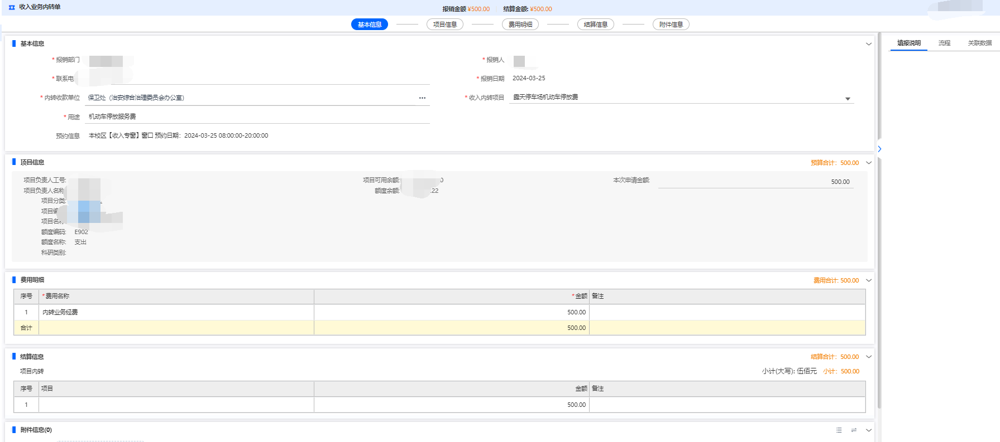 收入业务内转单
报销金额 ¥500.00 结算金额: ¥500.00
基本信息 项目信息 费用明细 结算信息 附件信息
填报说明 流程 关联数据
基本信息
* 报销部门 * 报销人
* 联系电 * 报销日期 2024-03-25
* 内转收款单位 保卫处（治安综合治理委员会办公室） ... * 收入内转项目 露天停车场机动车停放费
* 用途 机动车停放服务费
预约信息 本校区【收入专窗】窗口 预约日期：2024-03-25 08:00:00-20:00:00
项目信息 预算合计：500.00
项目负责人工号: 项目可用余额: 0 本次申请金额: 500.00
项目负责人名称 额度余额: .22
项目分类:
项目编
项目名称
额度编码: E902
额度名称: 支出
科研类别:
费用明细 费用合计: 500.00
序号 * 费用名称 * 金额 备注
1 内转业务经费 500.00
合计 500.00
结算信息 结算合计：500.00
项目内转 小计(大写): 伍佰元 小计：500.00
序号 项目 金额 备注
1 500.00
附件信息(0)